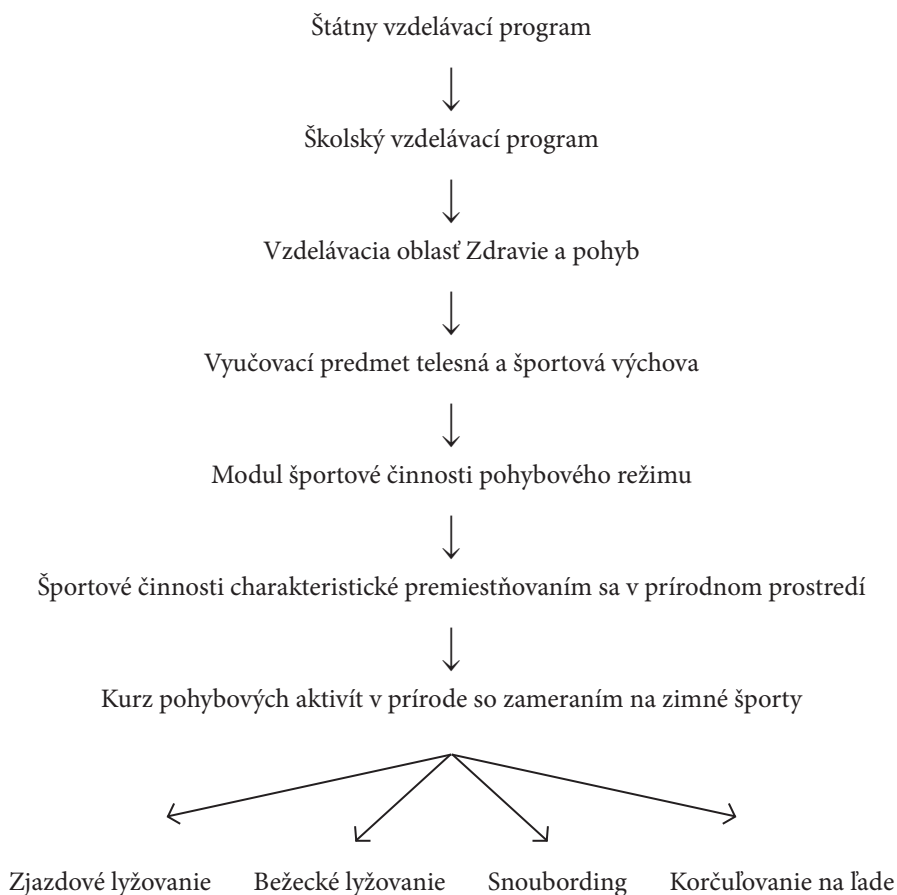 Štátny vzdelávací program
Školský vzdelávací program
Vzdelávacia oblasť Zdravie a pohyb
Vyučovací predmet telesná a športová výchova
Modul športové činnosti pohybového režimu
Športové činnosti charakteristické premiestňovaním sa v prírodnom prostredí
Kurz pohybových aktivít v prírode so zameraním na zimné športy
Zjazdové lyžovanie Bežecké lyžovanie Snoubording Korčuľovanie na ľade